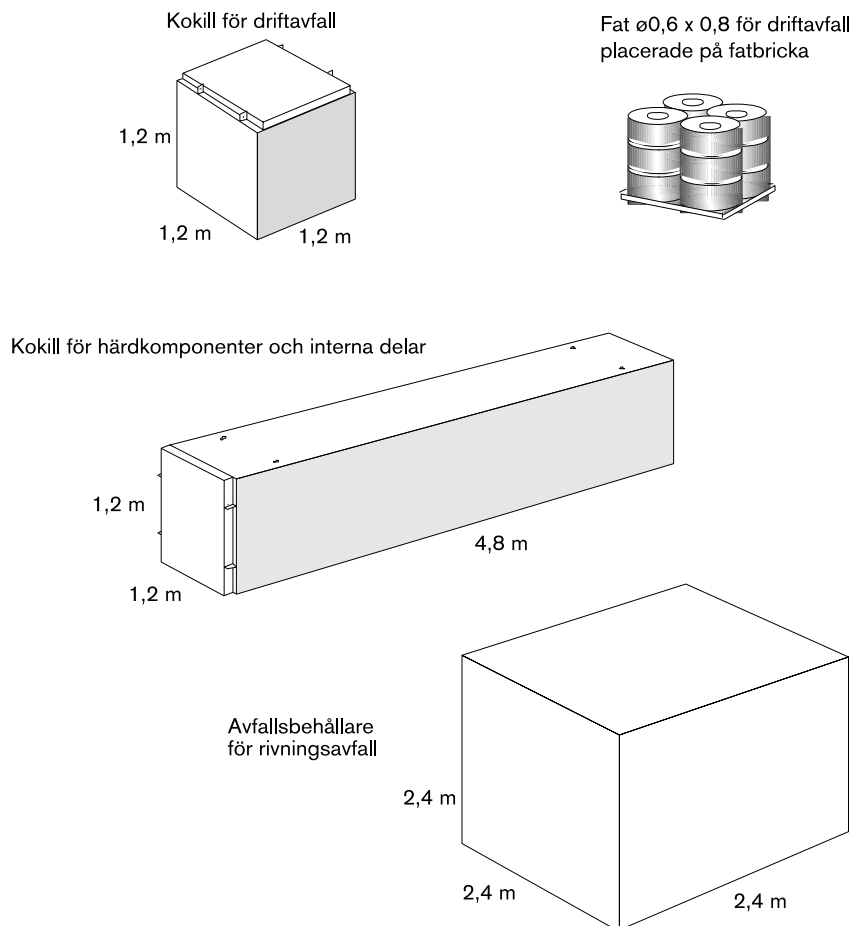 Kokill för driftavfall
Fat ø0,6 x 0,8 för driftavfall
placerade på fatbricka
1,2 m
1,2 m
1,2 m
Kokill för härdkomponenter och interna delar
1,2 m
4,8 m
1,2 m
Avfallsbehållare
för rivningsavfall
2,4 m
2,4 m
2,4 m